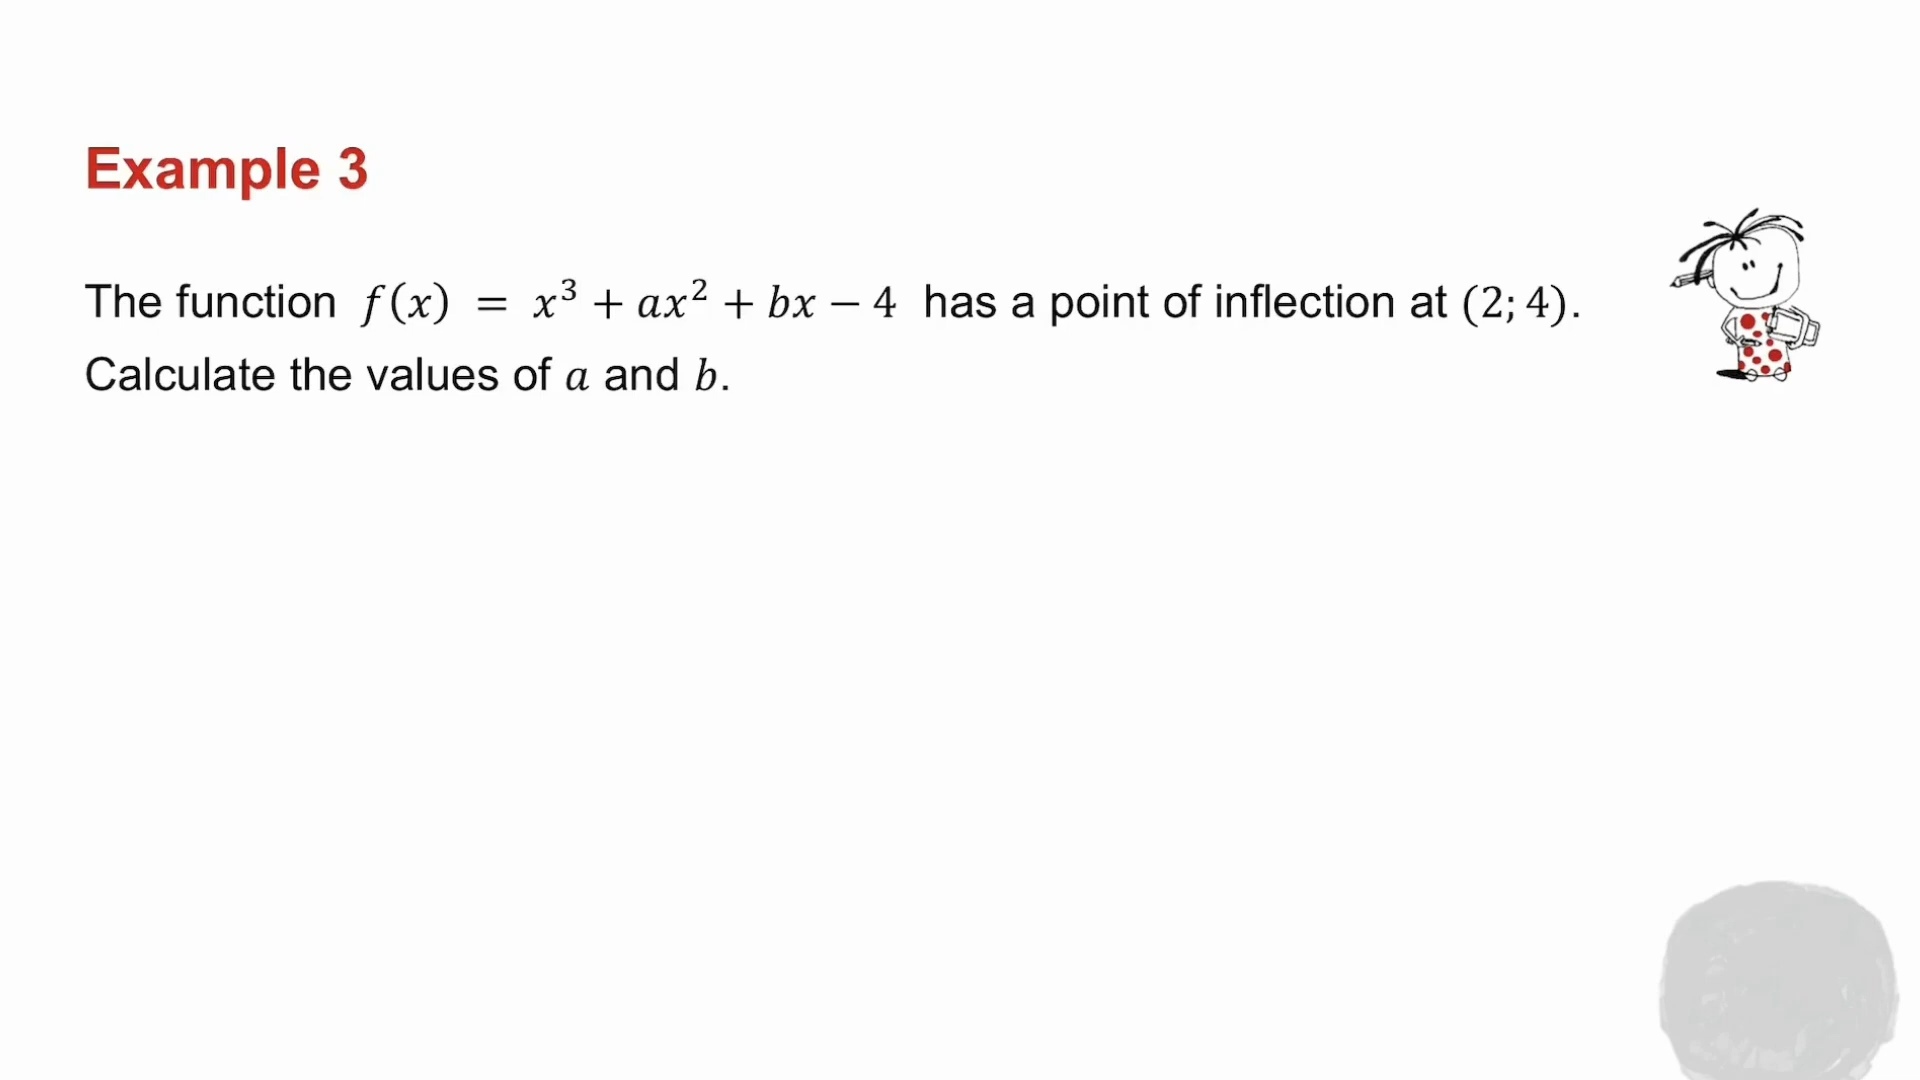 Example 3
The function f(x) = x³ + ax² + bx − 4 has a point of inflection at (2; 4).
Calculate the values of a and b.